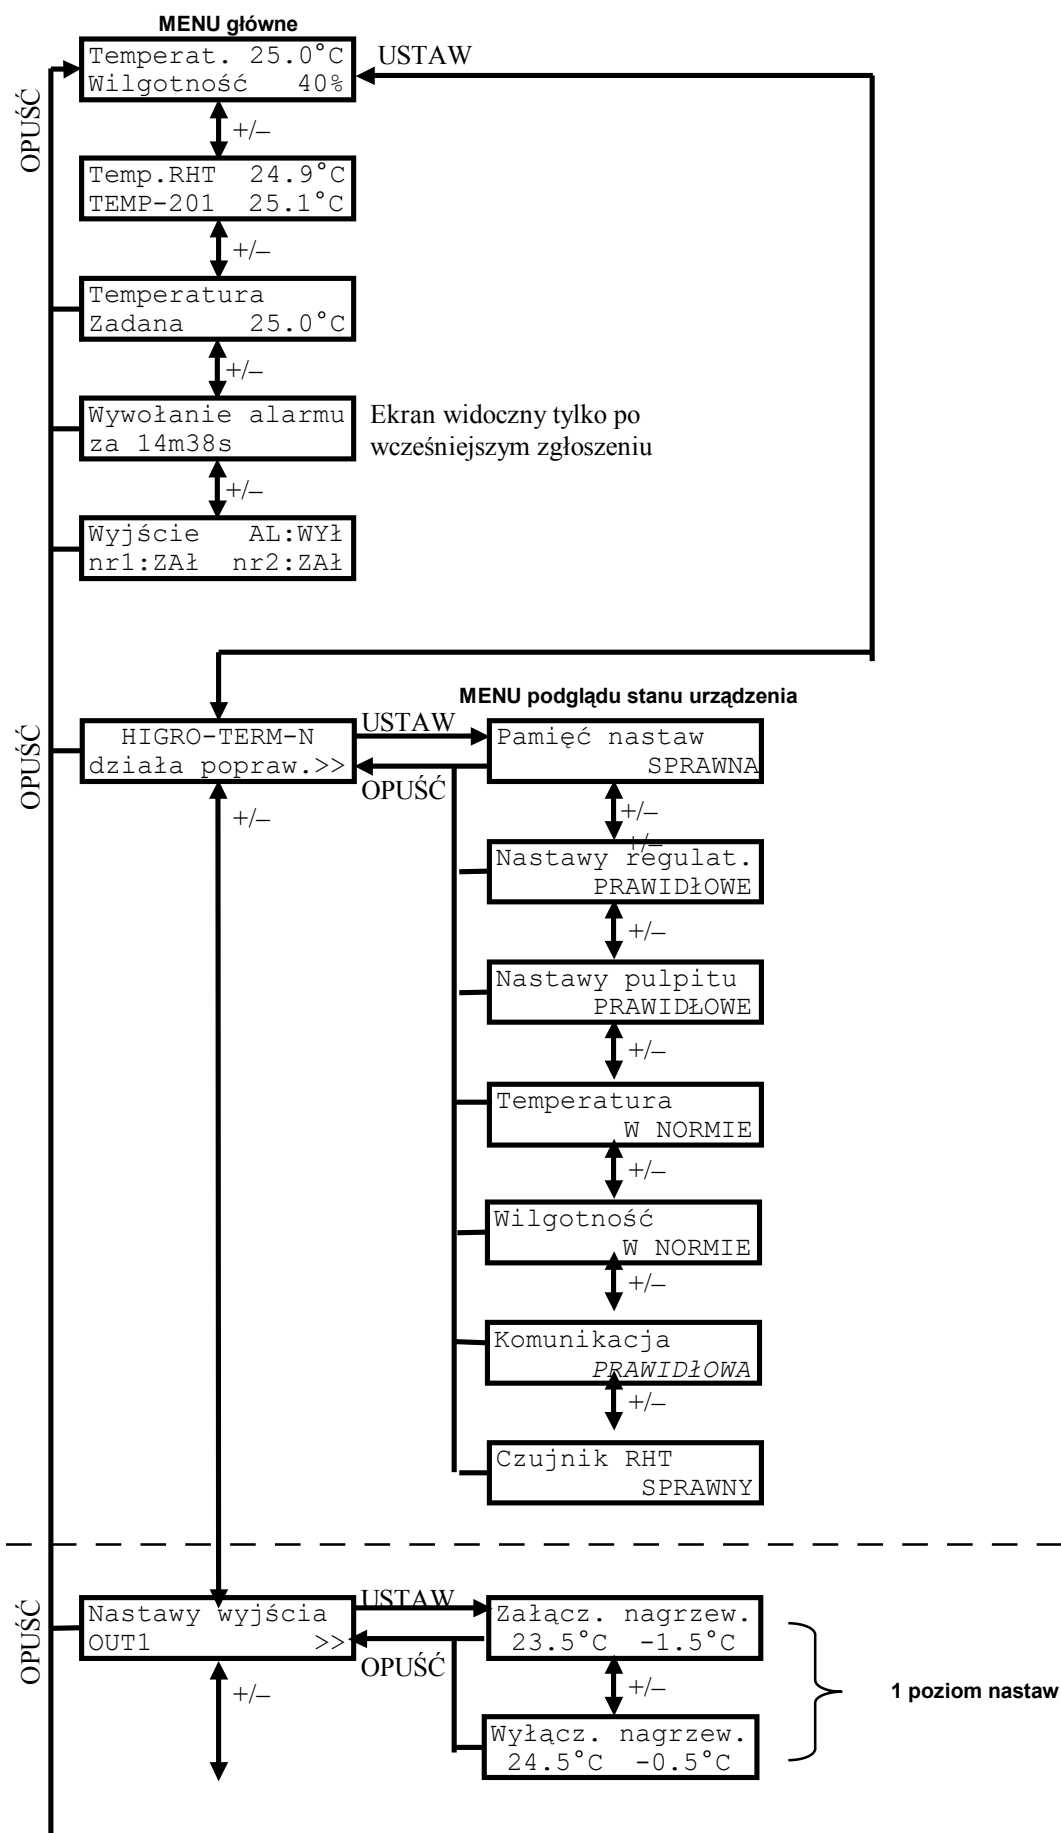 MENU główne
Temperat. 25.0°C
Wilgotność 40%
USTAW
OPUŚĆ
+/–
Temp.RHT 24.9°C
TEMP-201 25.1°C
+/–
Temperatura
Zadana 25.0°C
+/–
Wywołanie alarmu
za 14m38s
Ekran widoczny tylko po
wcześniejszym zgłoszeniu
+/–
Wyjście AL:WYł
nr1:ZAł nr2:ZAł
MENU podglądu stanu urządzenia
OPUŚĆ
HIGRO-TERM-N
działa popraw.>>
USTAW
OPUŚĆ
+/–
Pamięć nastaw
SPRAWNA
+/–
+/–
Nastawy regulat.
PRAWIDłOWE
+/–
Nastawy pulpitu
PRAWIDŁOWE
+/–
Temperatura
W NORMIE
+/–
Wilgotność
W NORMIE
+/–
Komunikacja
PRAWIDłOWA
+/–
Czujnik RHT
SPRAWNY
OPUŚĆ
Nastawy wyjścia
OUT1 >>
USTAW
OPUŚĆ
+/–
Załącz. nagrzew.
23.5°C -1.5°C
+/–
Wyłącz. nagrzew.
24.5°C -0.5°C
1 poziom nastaw